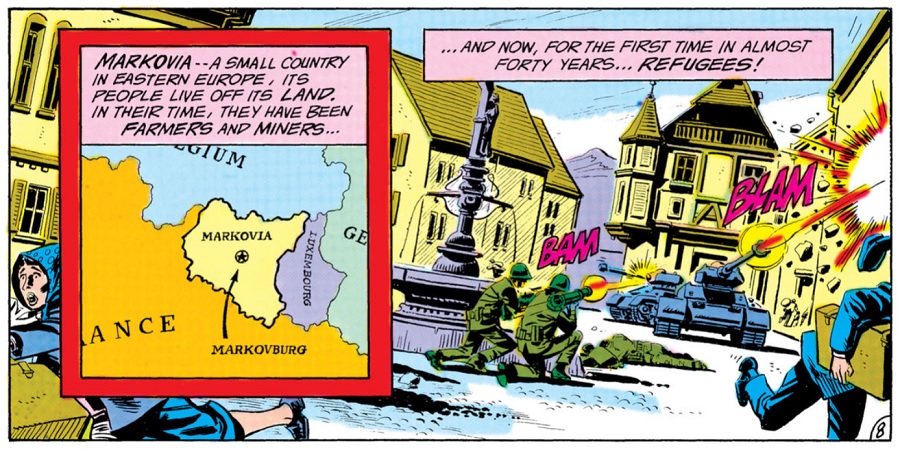 MARKOVIA--A SMALL COUNTRY
IN EASTERN EUROPE, ITS
PEOPLE LIVE OFF ITS LAND.
IN THEIR TIME, THEY HAVE BEEN
FARMERS AND MINERS...
...AND NOW, FOR THE FIRST TIME IN ALMOST
FORTY YEARS... REFUGEES!
GIUM
MARKOVIA
LUXEMBOURG
GE
ANCE
MARKOVBURG
BAM
BLAM
8